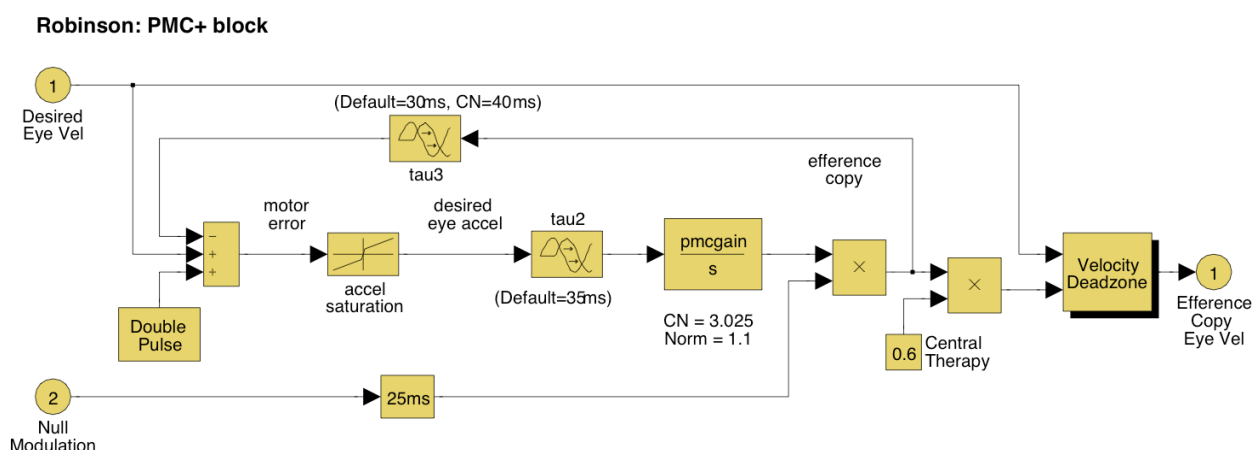 Robinson: PMC+ block
1
Desired
Eye Vel
(Default=30ms, CN=40ms)
tau3
efference
copy
motor
error
desired
eye accel
tau2
−
+
+
accel
saturation
(Default=35ms)
pmcgain
s
CN = 3.025
Norm = 1.1
×
×
Velocity
Deadzone
1
Efference
Copy
Eye Vel
Double
Pulse
0.6
Central
Therapy
2
Null
Modulation
25ms